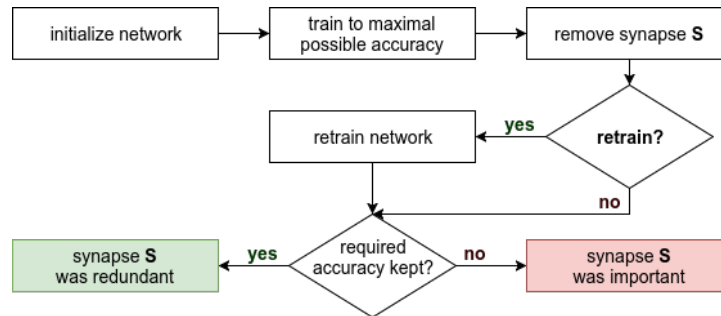 initialize network
train to maximal
possible accuracy
remove synapse S
yes
retrain?
retrain network
no
synapse S
was redundant
yes
required
accuracy kept?
no
synapse S
was important